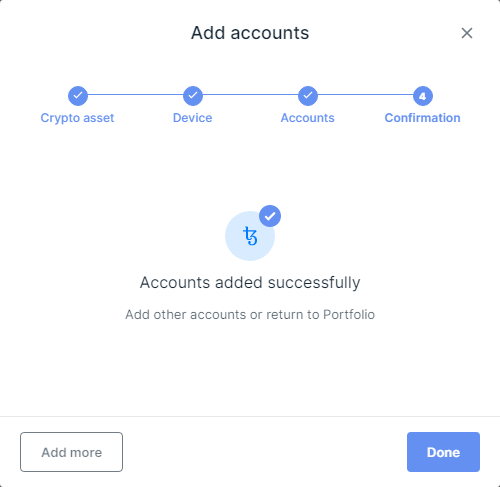 Add accounts
4
Crypto asset Device Accounts Confirmation
ꜩ
Accounts added successfully
Add other accounts or return to Portfolio
Add more Done